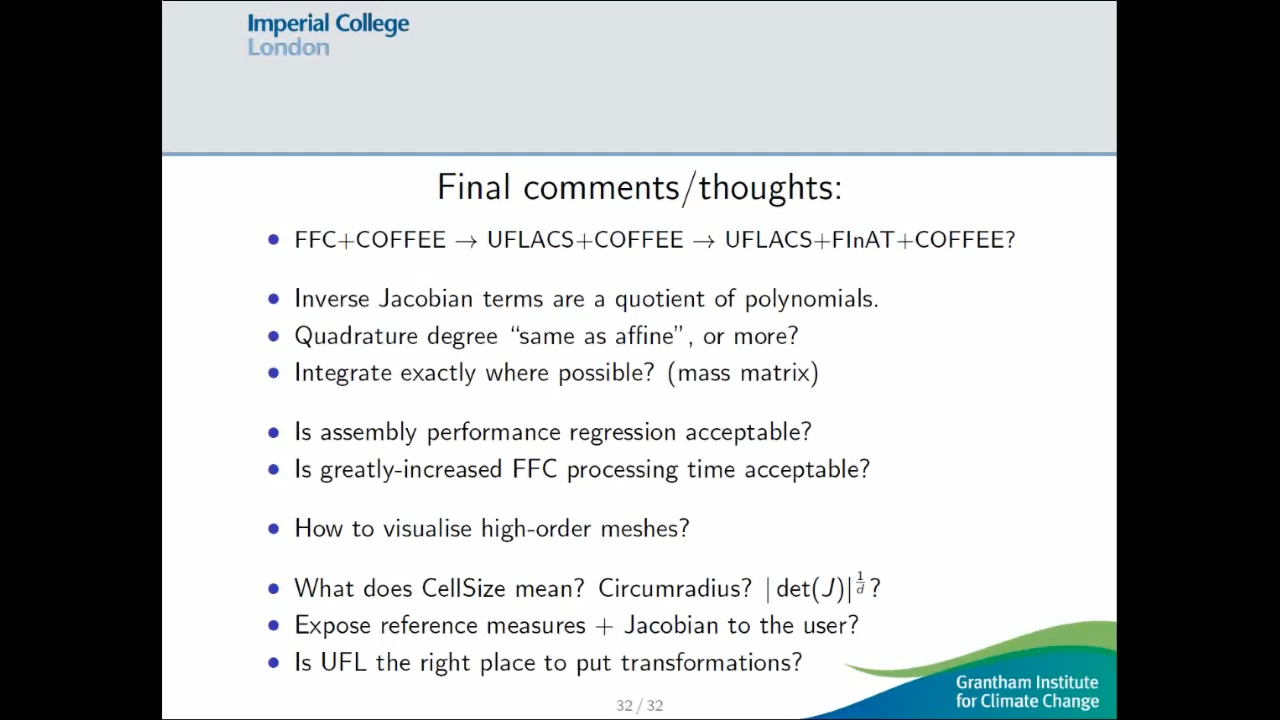 Imperial College
London
Final comments/thoughts:
• FFC+COFFEE → UFLACS+COFFEE → UFLACS+FInAT+COFFEE?
• Inverse Jacobian terms are a quotient of polynomials.
• Quadrature degree “same as affine”, or more?
• Integrate exactly where possible? (mass matrix)
• Is assembly performance regression acceptable?
• Is greatly-increased FFC processing time acceptable?
• How to visualise high-order meshes?
• What does CellSize mean? Circumradius? |det(J)|^{1/d}?
• Expose reference measures + Jacobian to the user?
• Is UFL the right place to put transformations?
Grantham Institute
for Climate Change
32 / 32